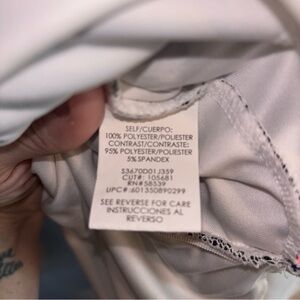 SELF/CUERPO:
100% POLYESTER/POLIESTER
CONTRAST/CONTRASTE:
95% POLYESTER/POLIESTER
5% SPANDEX
S3670D01J359
CUT#: 105681
RN#58539
UPC#: 601350890299
SEE REVERSE FOR CARE
INSTRUCCIONES AL
REVERSO